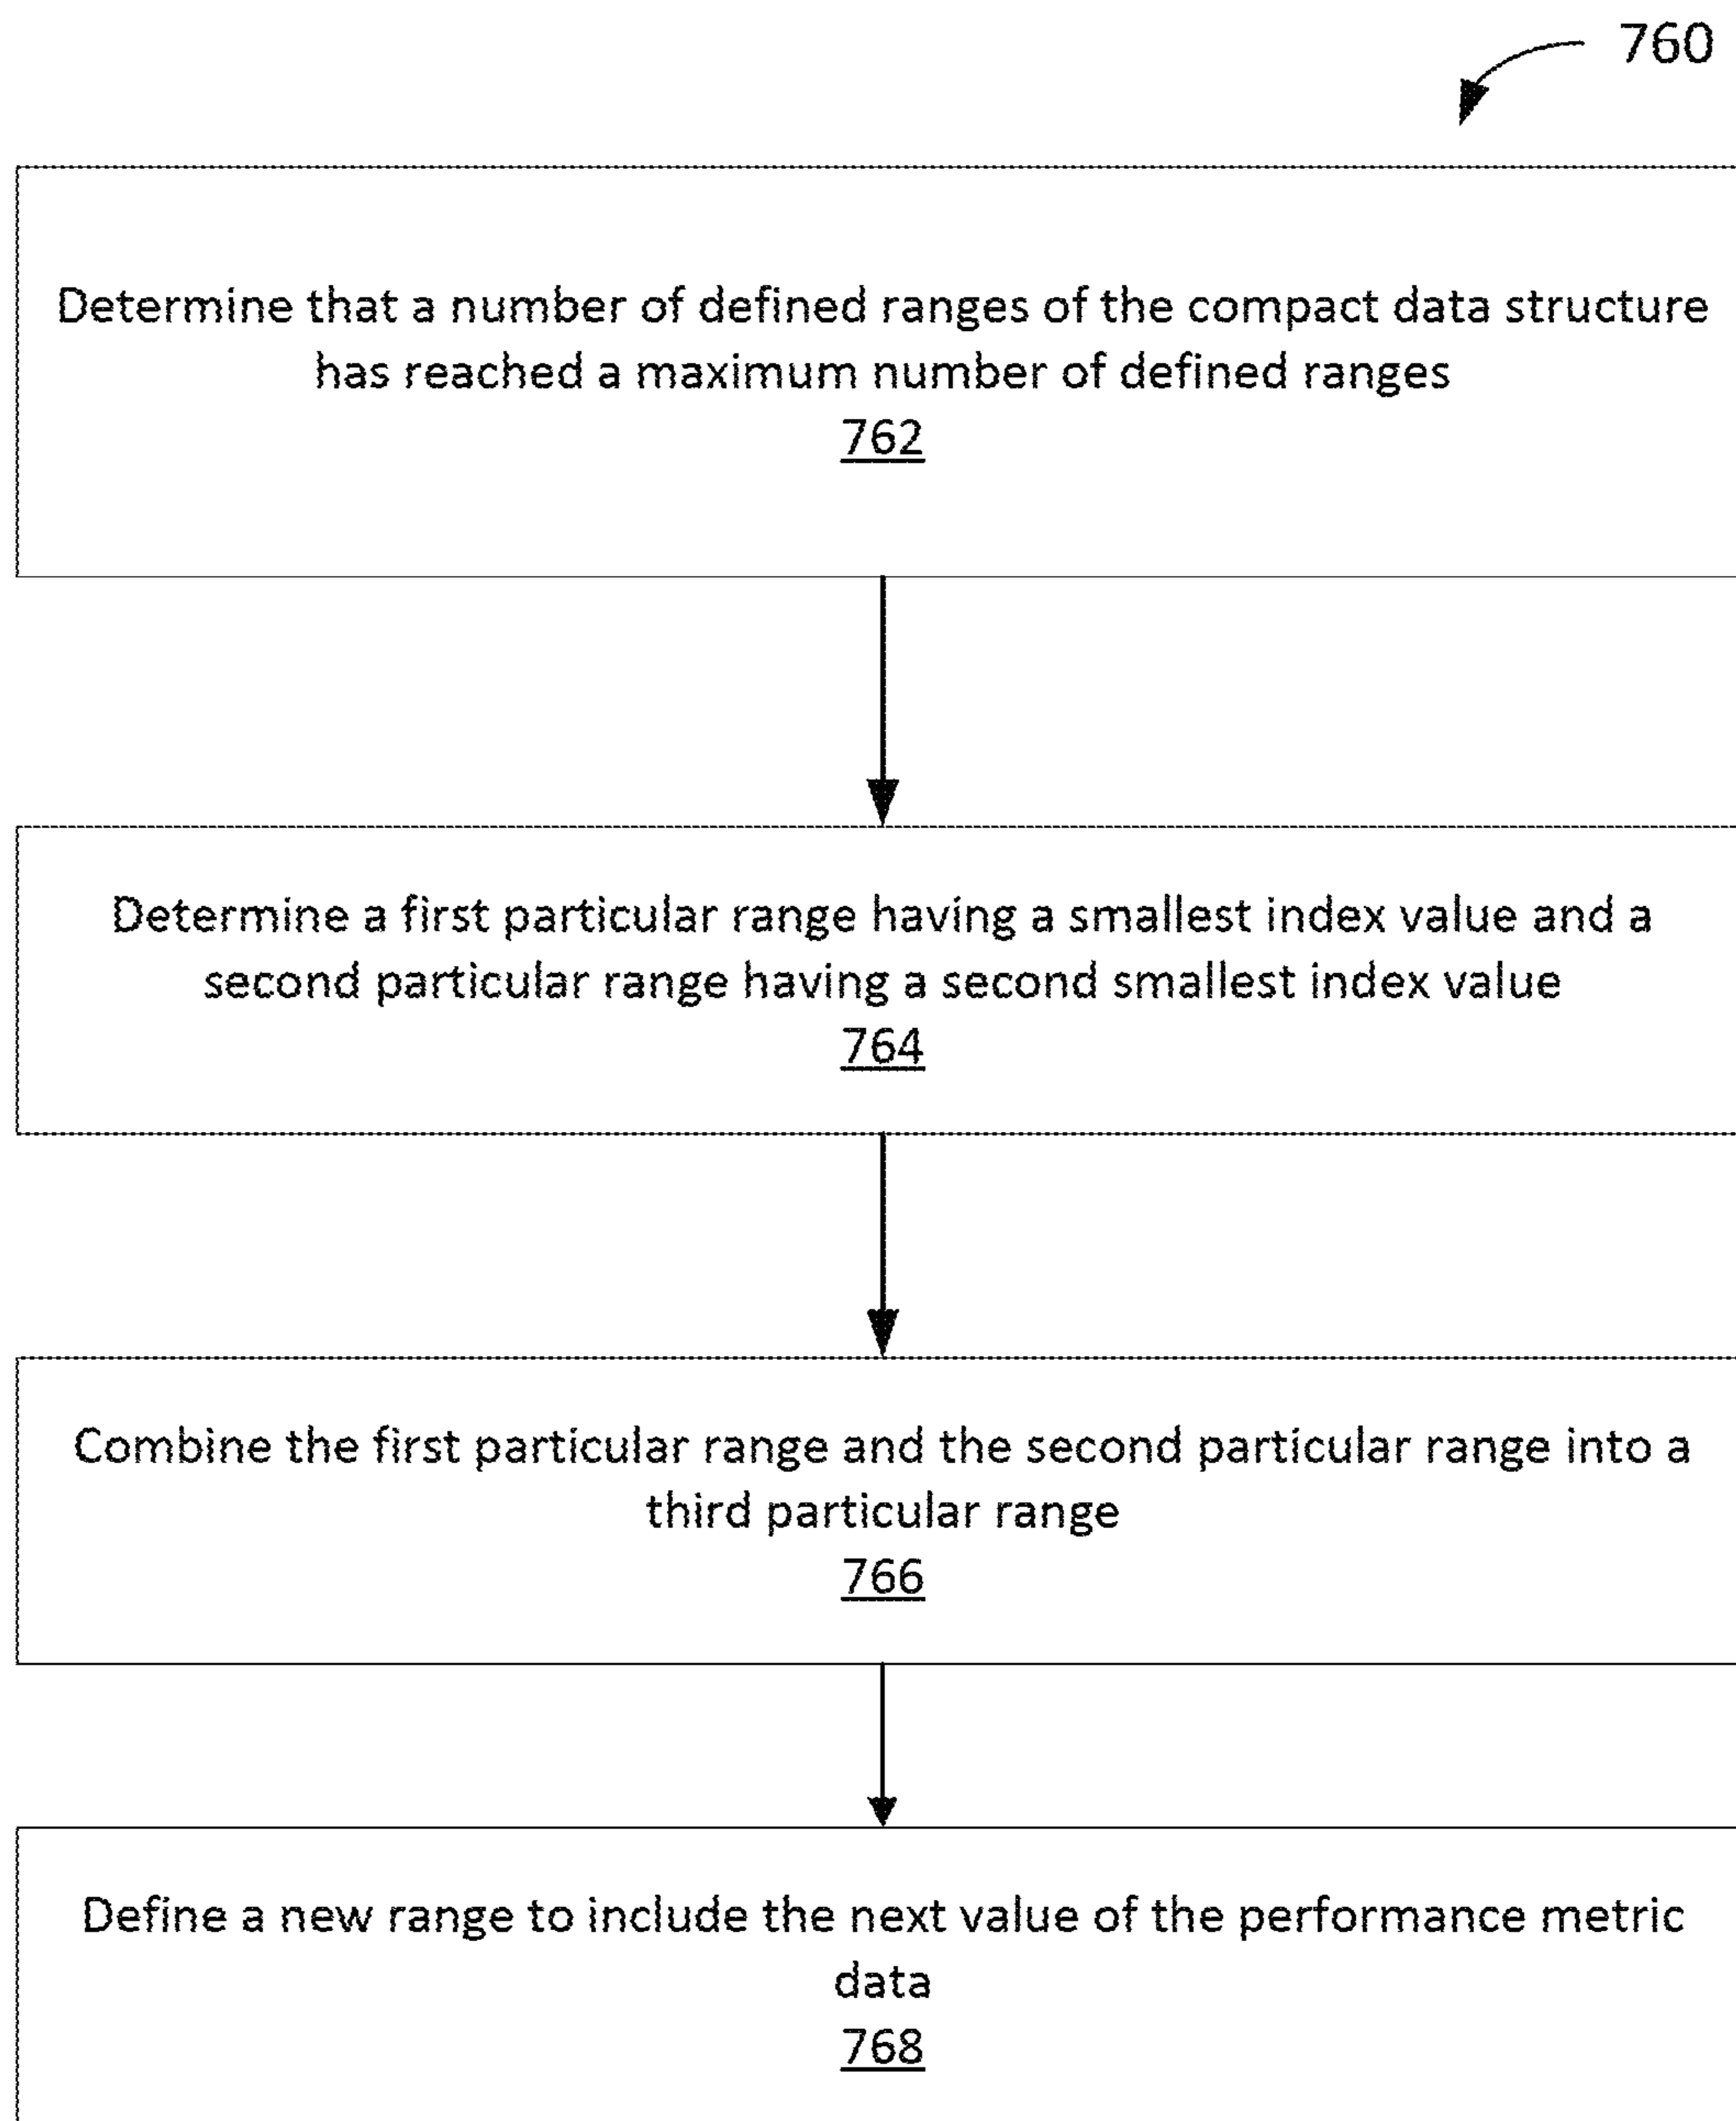 760
Determine that a number of defined ranges of the compact data structure
has reached a maximum number of defined ranges
762
Determine a first particular range having a smallest index value and a
second particular range having a second smallest index value
764
Combine the first particular range and the second particular range into a
third particular range
766
Define a new range to include the next value of the performance metric
data
768